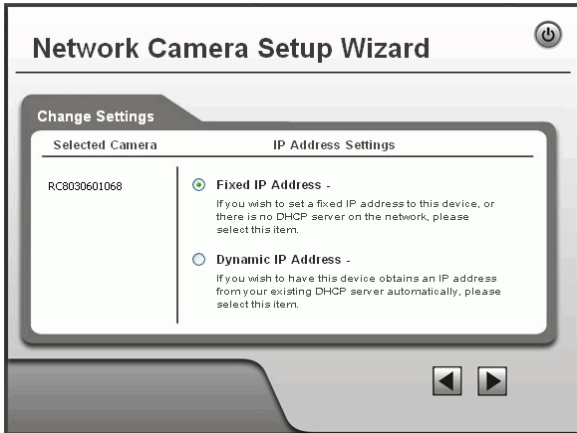 Network Camera Setup Wizard
Change Settings
Selected Camera
IP Address Settings
RC8030601068
Fixed IP Address -
If you wish to set a fixed IP address to this device, or
there is no DHCP server on the network, please
select this item.
Dynamic IP Address -
If you wish to have this device obtains an IP address
from your existing DHCP server automatically, please
select this item.